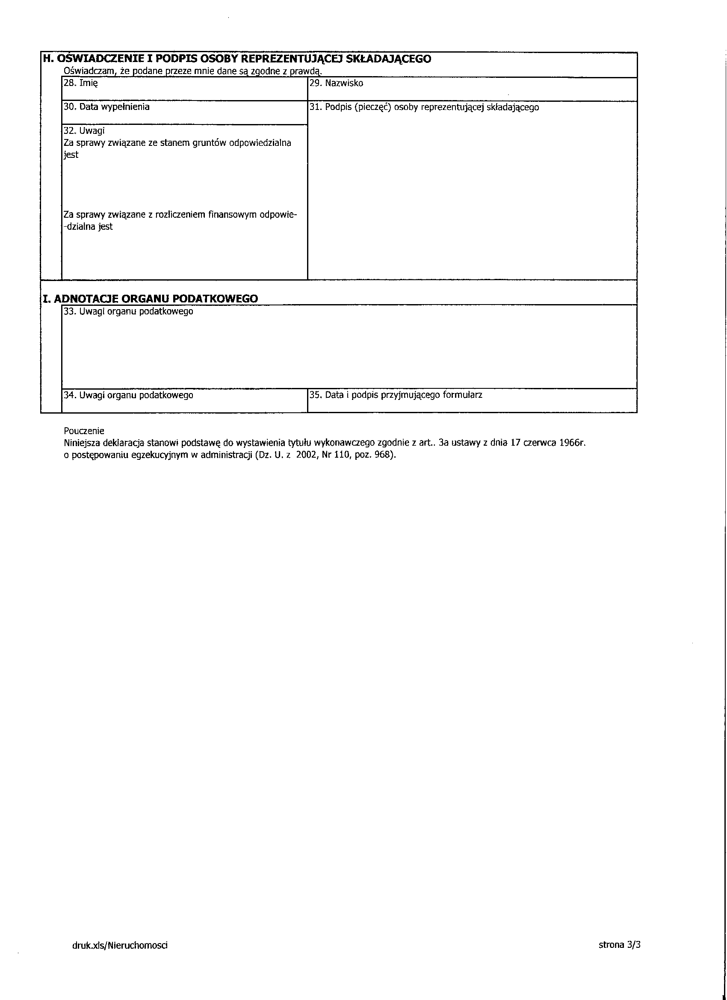 H. OŚWIADCZENIE I PODPIS OSOBY REPREZENTUJĄCEJ SKŁADAJĄCEGO
Oświadczam, że podane przeze mnie dane są zgodne z prawdą.
28. Imię
29. Nazwisko
30. Data wypełnienia
31. Podpis (pieczęć) osoby reprezentującej składającego
32. Uwagi
Za sprawy związane ze stanem gruntów odpowiedzialna
jest
Za sprawy związane z rozliczeniem finansowym odpowie-
-dzialna jest
I. ADNOTACJE ORGANU PODATKOWEGO
33. Uwagi organu podatkowego
34. Uwagi organu podatkowego
35. Data i podpis przyjmującego formularz
Pouczenie
Niniejsza deklaracja stanowi podstawę do wystawienia tytułu wykonawczego zgodnie z art.. 3a ustawy z dnia 17 czerwca 1966r.
o postępowaniu egzekucyjnym w administracji (Dz. U. z 2002, Nr 110, poz. 968).
druk.xls/Nieruchomosci
strona 3/3